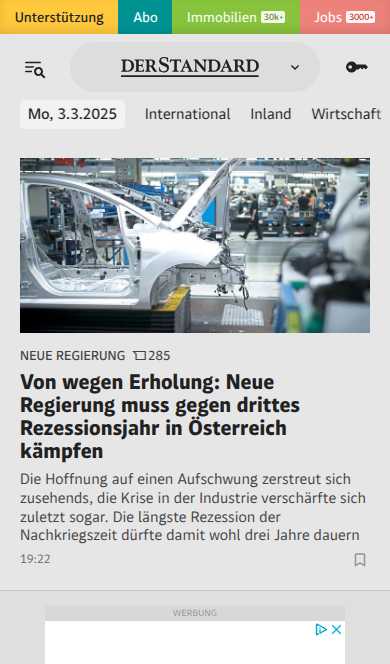 Unterstützung Abo Immobilien 30k+ Jobs 3000+
DERSTANDARD
Mo, 3.3.2025 International Inland Wirtschaft
NEUE REGIERUNG 285
Von wegen Erholung: Neue
Regierung muss gegen drittes
Rezessionsjahr in Österreich
kämpfen
Die Hoffnung auf einen Aufschwung zerstreut sich
zusehends, die Krise in der Industrie verschärfte sich
zuletzt sogar. Die längste Rezession der
Nachkriegszeit dürfte damit wohl drei Jahre dauern
19:22
WERBUNG